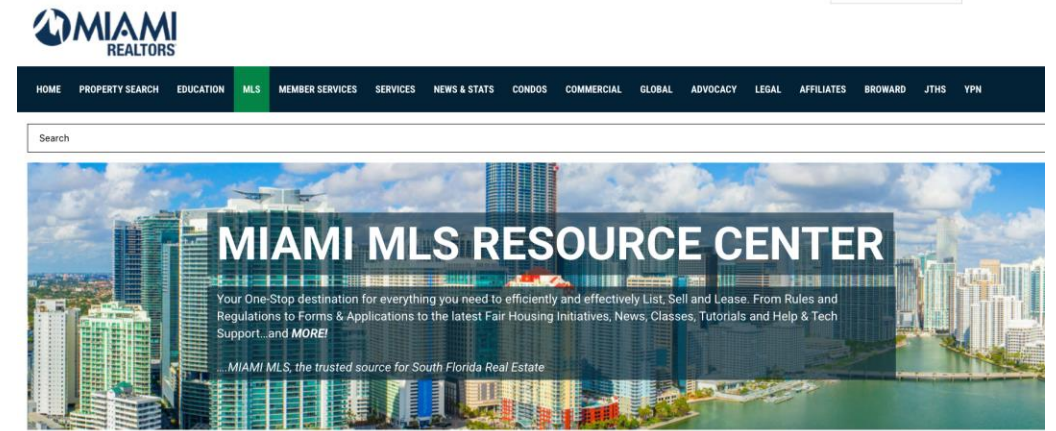 MIAMI
REALTORS
HOME PROPERTY SEARCH EDUCATION MLS MEMBER SERVICES SERVICES NEWS & STATS CONDOS COMMERCIAL GLOBAL ADVOCACY LEGAL AFFILIATES BROWARD JTHS YPN
Search
MIAMI MLS RESOURCE CENTER
Your One-Stop destination for everything you need to efficiently and effectively List, Sell and Lease. From Rules and
Regulations to Forms & Applications to the latest Fair Housing Initiatives, News, Classes, Tutorials and Help & Tech
Support...and MORE!
....MIAMI MLS, the trusted source for South Florida Real Estate